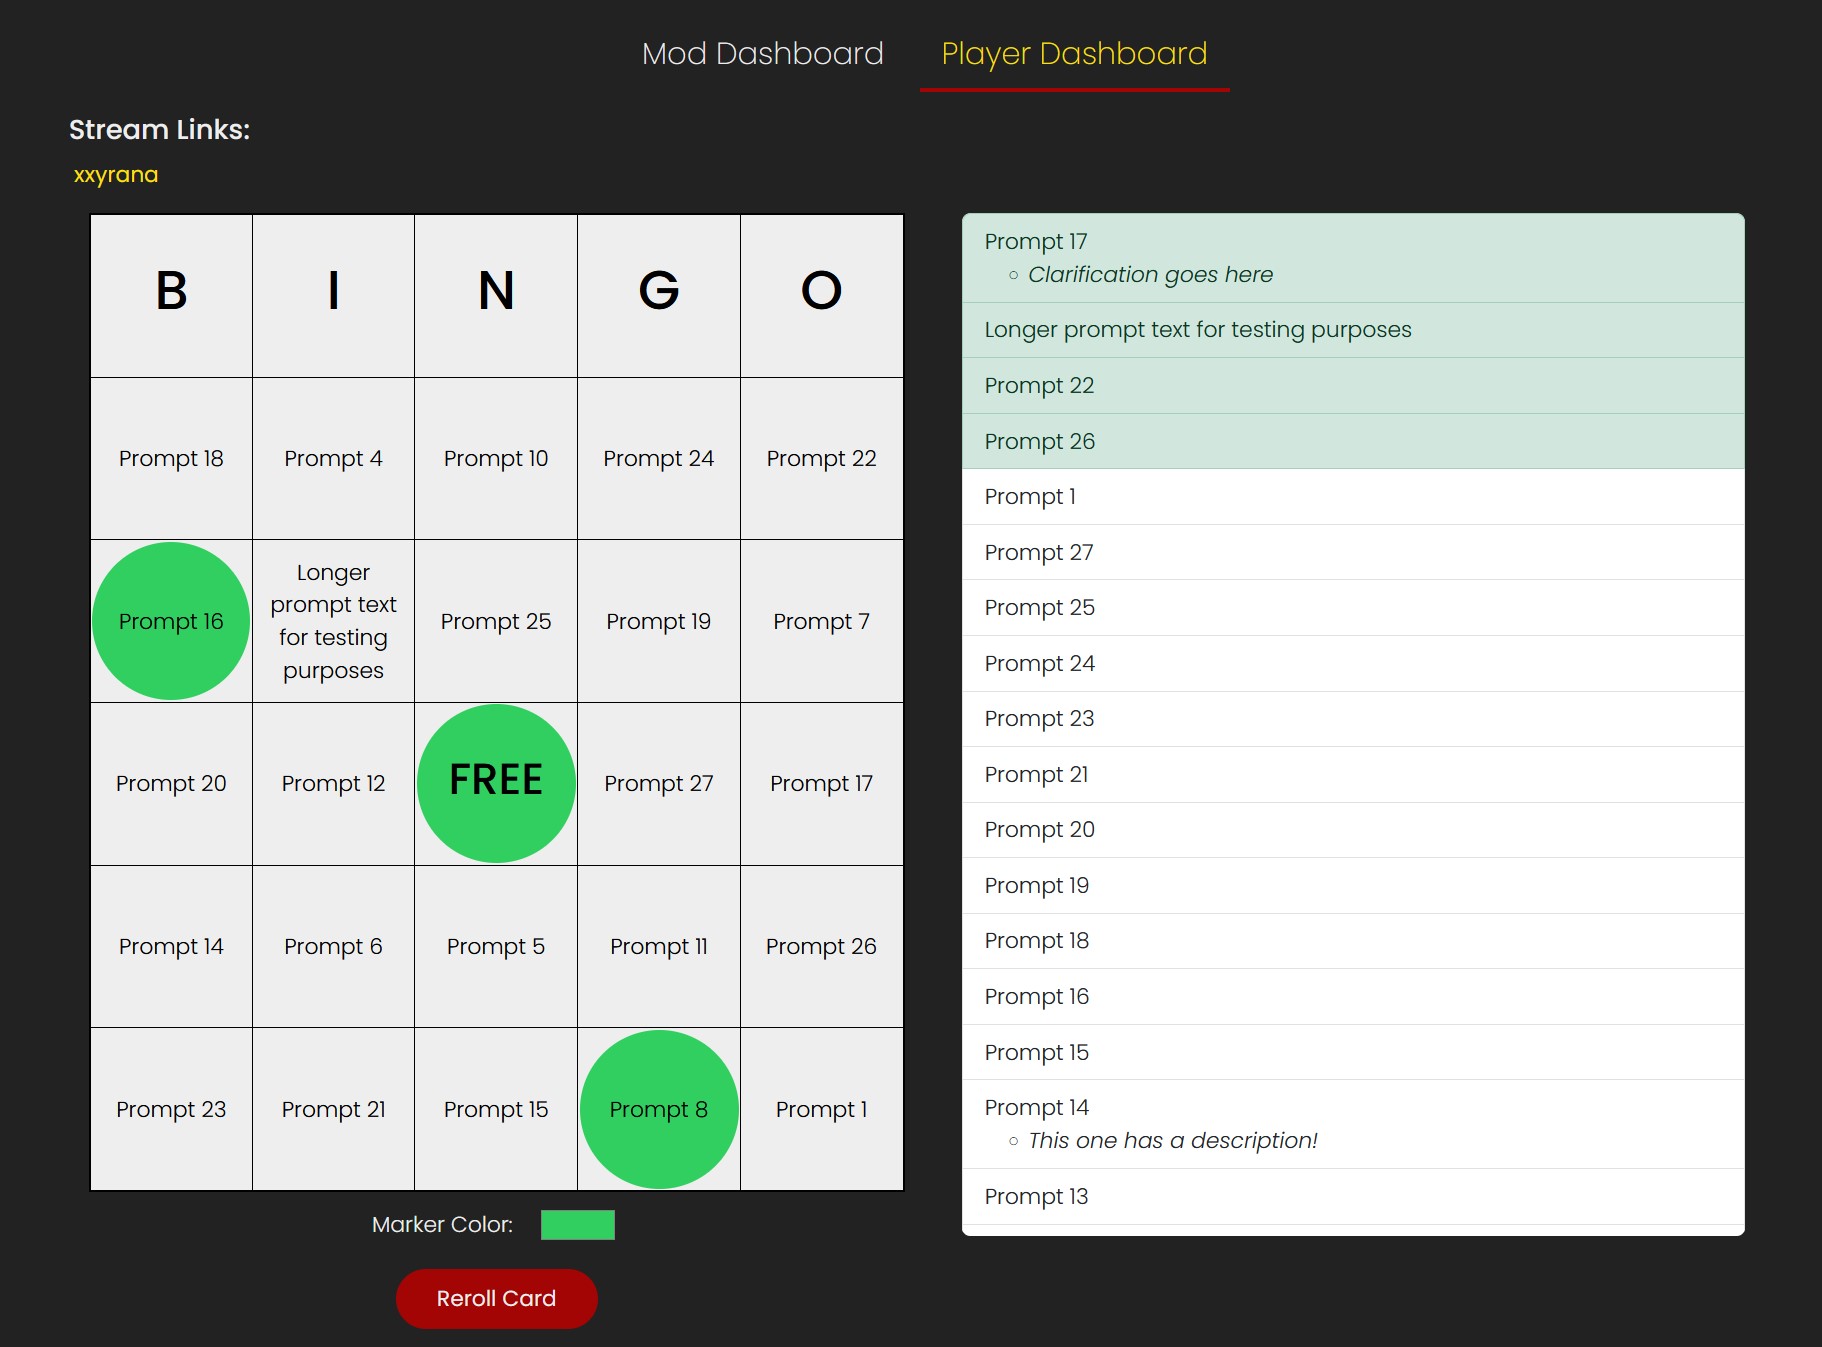 Mod Dashboard Player Dashboard
Stream Links:
xxyrana
B I N G O
Prompt 18 Prompt 4 Prompt 10 Prompt 24 Prompt 22
Prompt 16
Longer
prompt text
for testing
purposes
Prompt 25 Prompt 19 Prompt 7
Prompt 20 Prompt 12 FREE Prompt 27 Prompt 17
Prompt 14 Prompt 6 Prompt 5 Prompt 11 Prompt 26
Prompt 23 Prompt 21 Prompt 15 Prompt 8 Prompt 1
Marker Color:
Reroll Card
Prompt 17
Clarification goes here
Longer prompt text for testing purposes
Prompt 22
Prompt 26
Prompt 1
Prompt 27
Prompt 25
Prompt 24
Prompt 23
Prompt 21
Prompt 20
Prompt 19
Prompt 18
Prompt 16
Prompt 15
Prompt 14
This one has a description!
Prompt 13